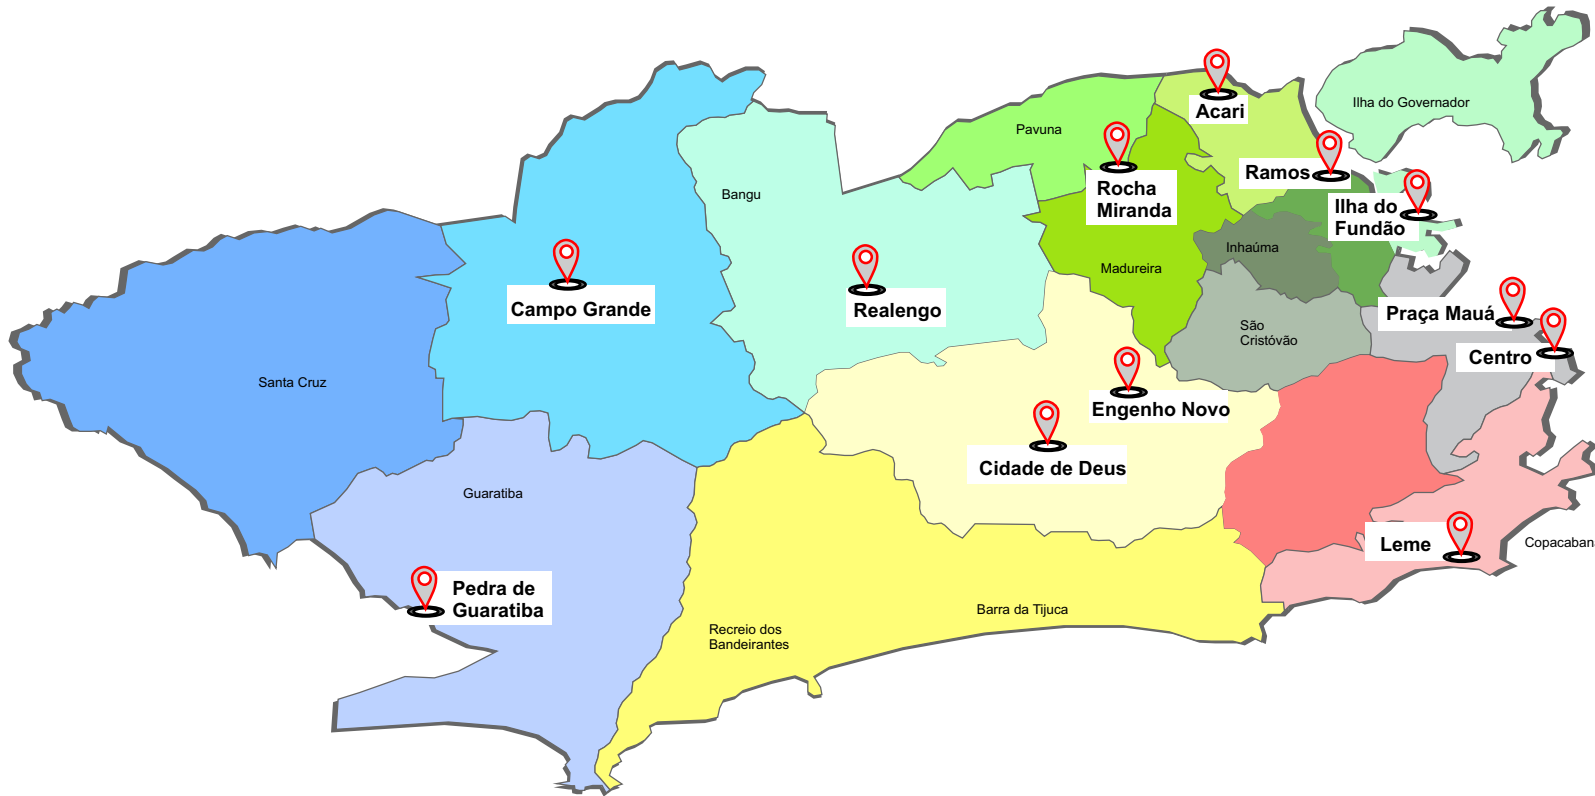 Ilha do Governador
Acari
Pavuna
Ramos
Rocha
Miranda
Bangu
Ilha do
Fundão
Inhaúma
Madureira
Campo Grande
Realengo
Praça Mauá
São
Cristóvão
Centro
Santa Cruz
Engenho Novo
Cidade de Deus
Guaratiba
Leme
Copacaban
Pedra de
Guaratiba
Barra da Tijuca
Recreio dos
Bandeirantes